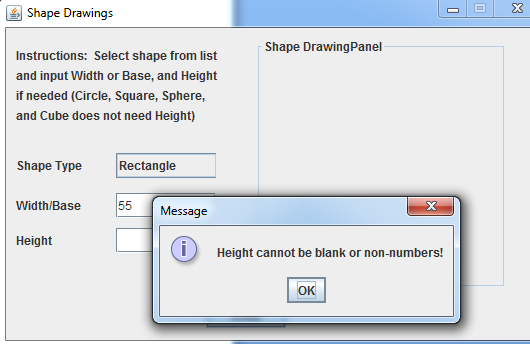 Shape Drawings
Instructions: Select shape from list
and input Width or Base, and Height
if needed (Circle, Square, Sphere,
and Cube does not need Height)
Shape DrawingPanel
Shape Type
Rectangle
Width/Base
55
Height
Message
Height cannot be blank or non-numbers!
OK